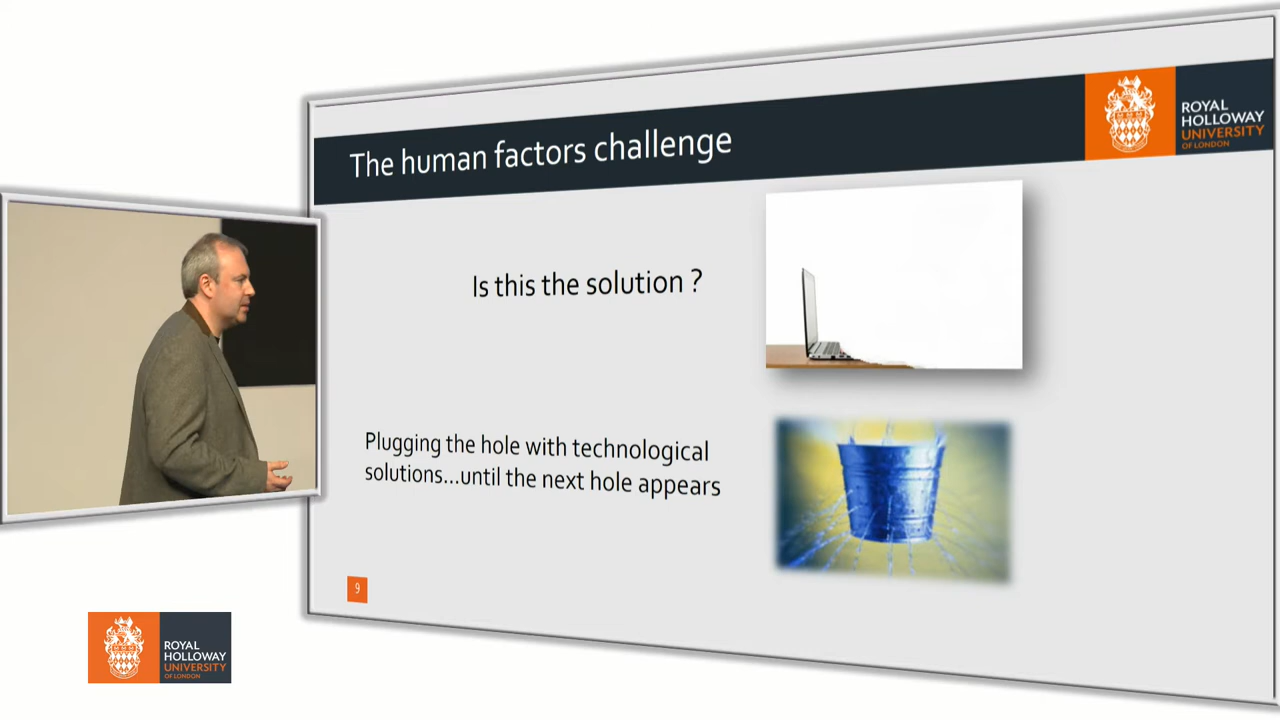 The human factors challenge
ROYAL
HOLLOWAY
UNIVERSITY
OF LONDON
Is this the solution ?
Plugging the hole with technological
solutions...until the next hole appears
9
ROYAL
HOLLOWAY
UNIVERSITY
OF LONDON